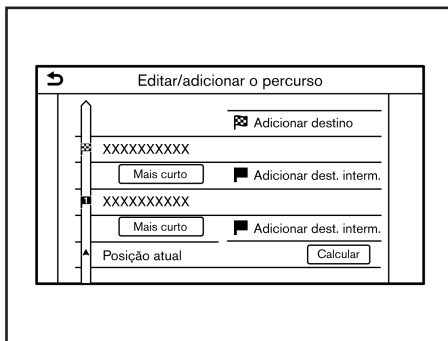 Editar/adicionar o percurso
Adicionar destino
XXXXXXXXXX
Mais curto Adicionar dest. interm.
1 XXXXXXXXXX
Mais curto Adicionar dest. interm.
Posição atual Calcular